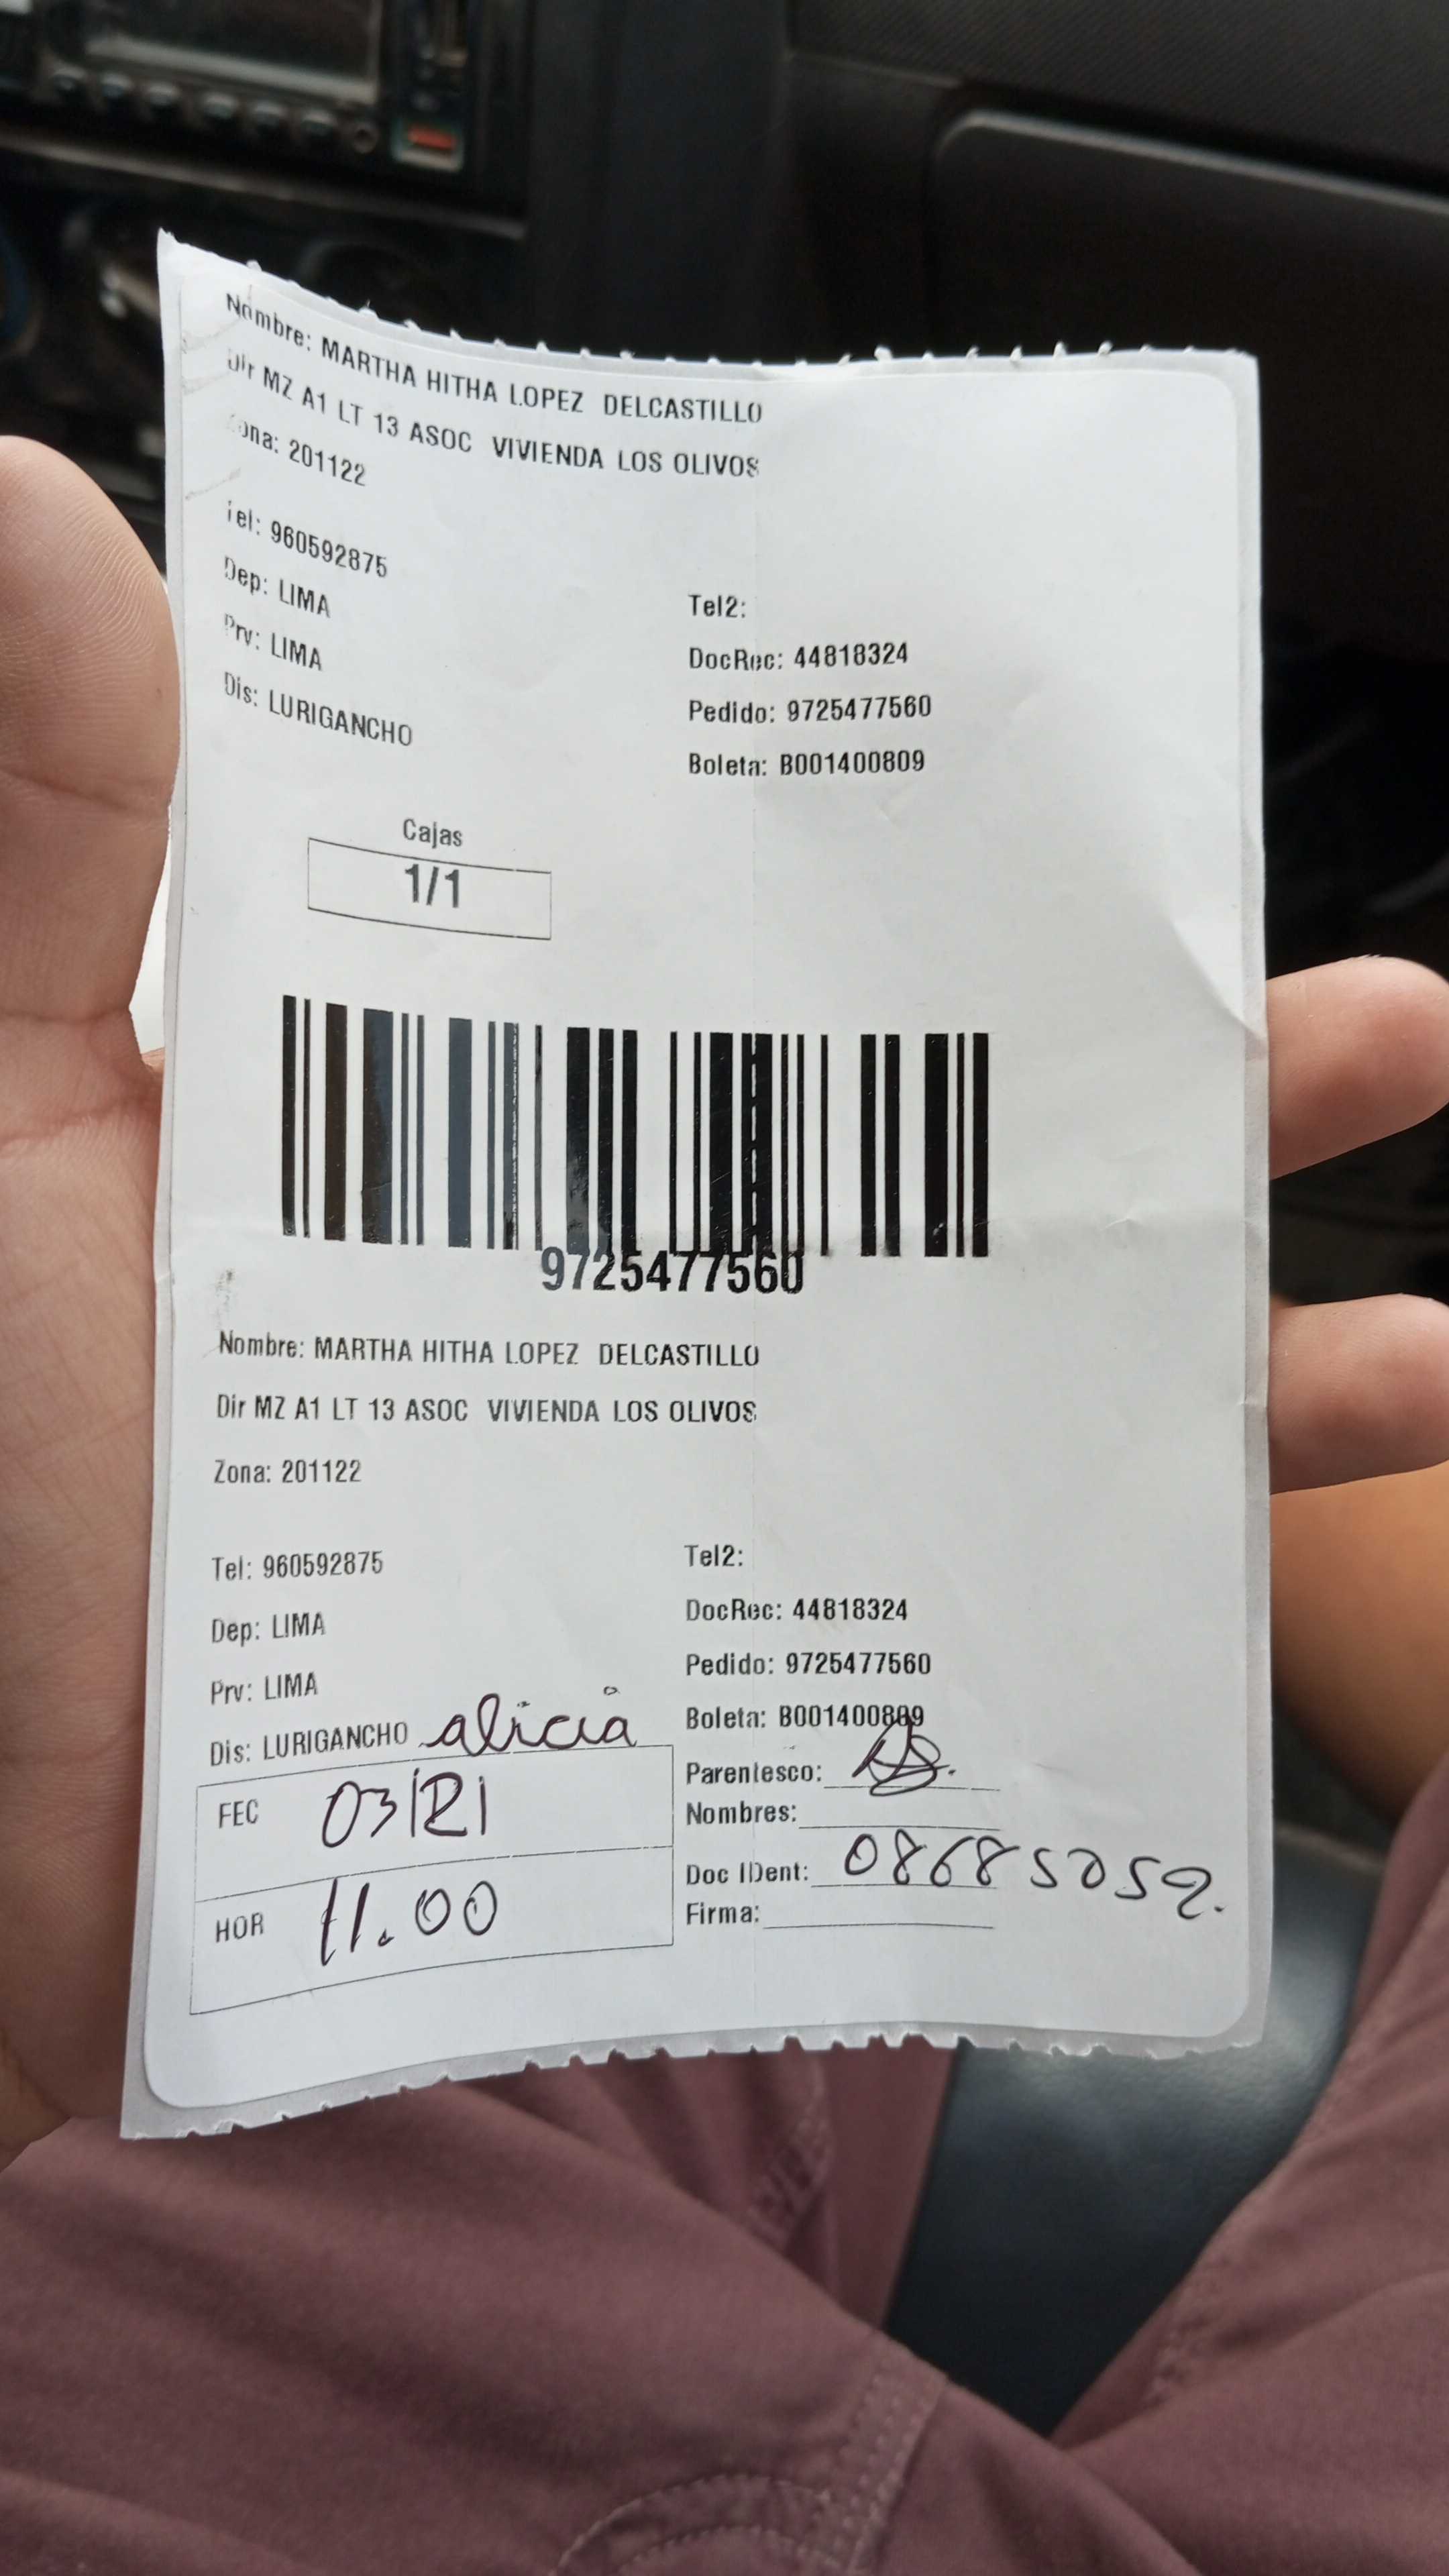 Nombre: MARTHA HITHA LOPEZ DELCASTILLO
Dir MZ A1 LT 13 ASOC VIVIENDA LOS OLIVOS
Zona: 201122
Tel: 960592875
Tel2:
Dep: LIMA
DocRec: 44818324
Prv: LIMA
Pedido: 9725477560
Dis: LURIGANCHO
Boleta: B001400809
Cajas
1/1
9725477560
Nombre: MARTHA HITHA LOPEZ DELCASTILLO
Dir MZ A1 LT 13 ASOC VIVIENDA LOS OLIVOS
Zona: 201122
Tel: 960592875
Tel2:
Dep: LIMA
DocRec: 44818324
Prv: LIMA
Pedido: 9725477560
Dis: LURIGANCHO alicia
Boleta: B001400809
Parentesco:
FEC
Nombres:
Doc IDent: 08685059.
HOR 11.00
Firma: